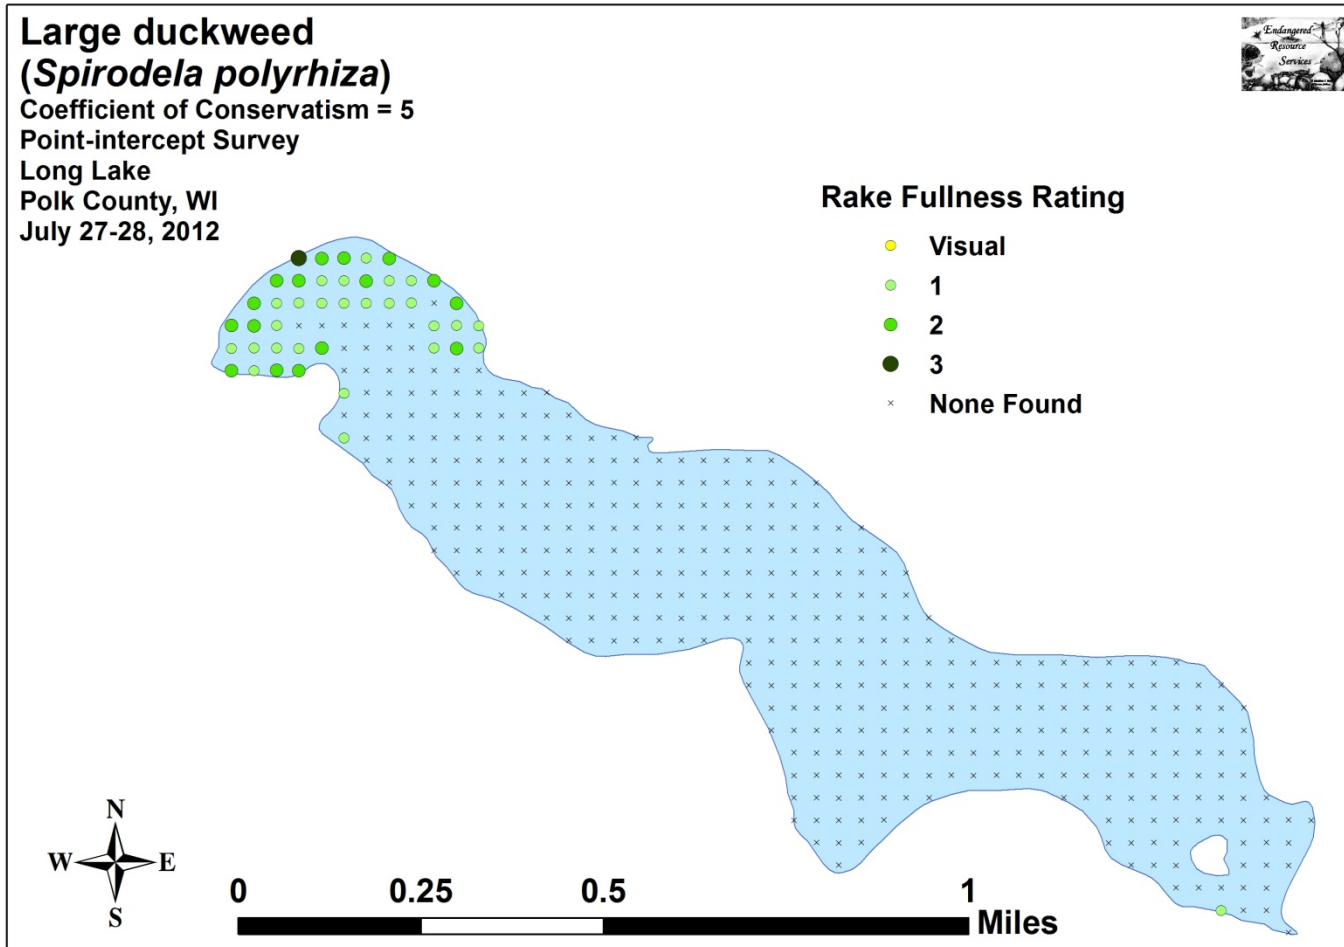 Large duckweed
(Spirodela polyrhiza)
Coefficient of Conservatism = 5
Point-intercept Survey
Long Lake
Polk County, WI
July 27-28, 2012
Endangered
Resource
Services
Rake Fullness Rating
Visual
1
2
3
None Found
N
W E
S
0 0.25 0.5 1
Miles